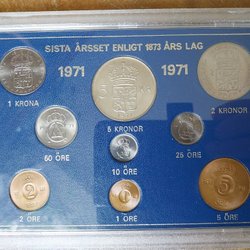 SISTA ÅRSSET ENLIGT 1873 ÅRS LAG
1971 1971
1 KRONA 2 KRONOR
5 KRONOR
50 ÖRE 25 ÖRE
10 ÖRE
2 ÖRE 1 ÖRE 5 ÖRE